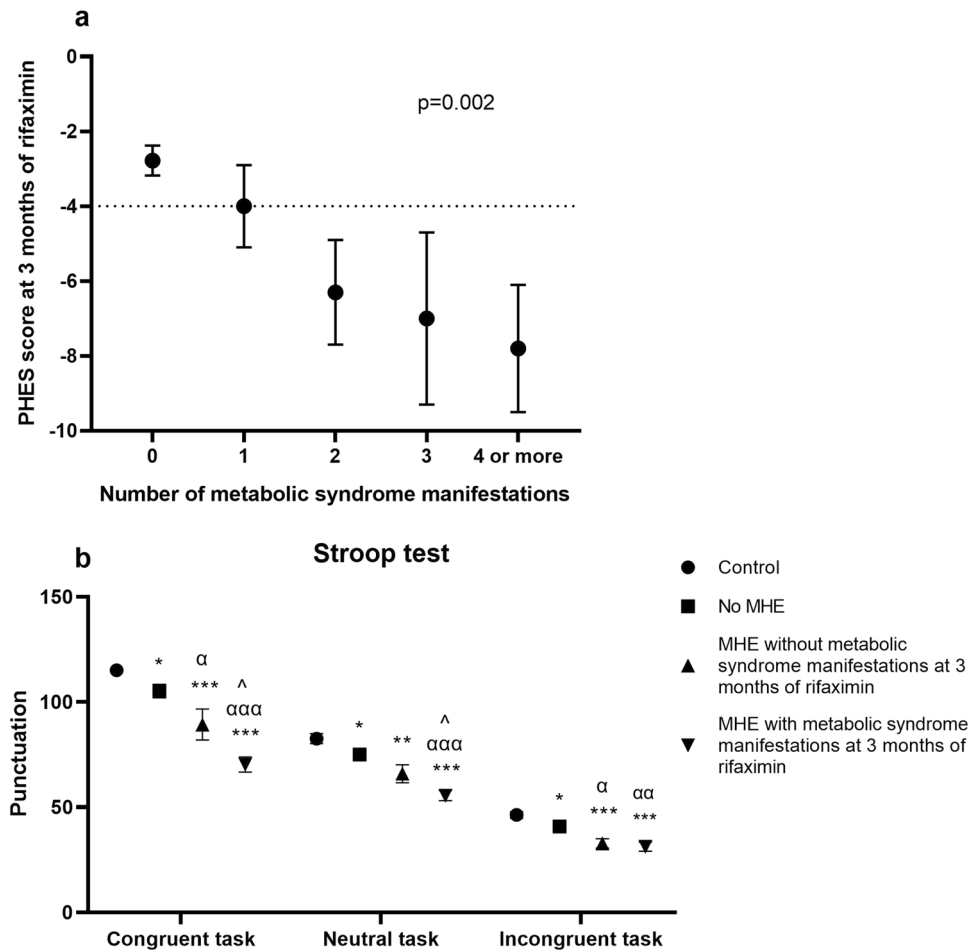 a
PHES score at 3 months of rifaximin
0
-2
-4
-6
-8
-10
p=0.002
0 1 2 3 4 or more
Number of metabolic syndrome manifestations
b
Stroop test
Punctuation
150
100
50
0
* α *** ^ ααα ***
* ** ^ ααα ***
* α *** αα ***
Congruent task Neutral task Incongruent task
Control
No MHE
MHE without metabolic
syndrome manifestations at 3
months of rifaximin
MHE with metabolic syndrome
manifestations at 3 months of
rifaximin